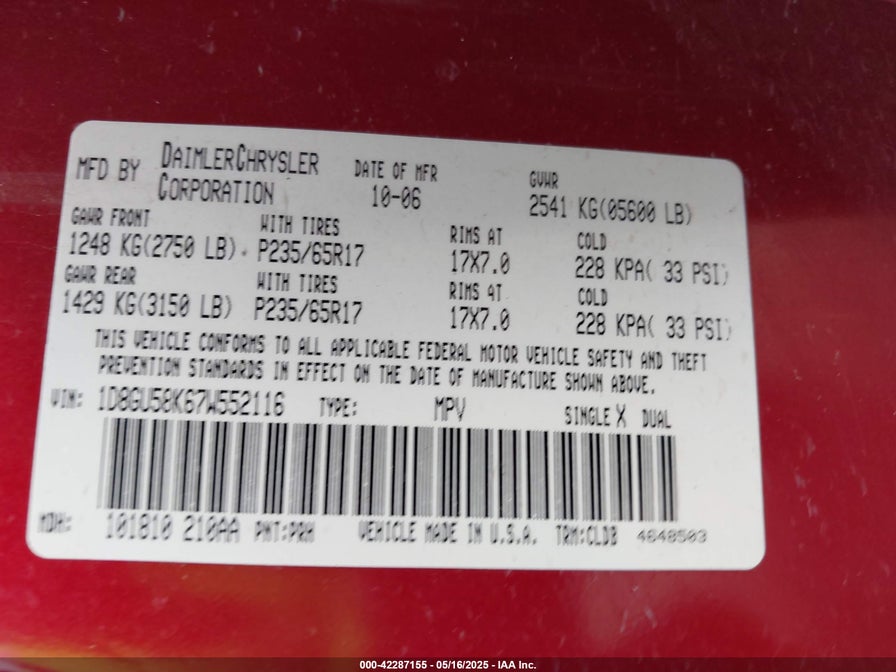 MFD BY DAIMLERCHRYSLER CORPORATION DATE OF MFR 10-06 GVWR 2541 KG(05600 LB)
GAWR FRONT WITH TIRES RIMS AT COLD
1248 KG(2750 LB) P235/65R17 17X7.0 228 KPA( 33 PSI)
GAWR REAR WITH TIRES RIMS AT COLD
1429 KG(3150 LB) P235/65R17 17X7.0 228 KPA( 33 PSI)
THIS VEHICLE CONFORMS TO ALL APPLICABLE FEDERAL MOTOR VEHICLE SAFETY AND THEFT
PREVENTION STANDARDS IN EFFECT ON THE DATE OF MANUFACTURE SHOWN ABOVE.
VIN: 1D8GU58K67W552116 TYPE: MPV SINGLE X DUAL
MDH: 101810 210AA PNT:PRH VEHICLE MADE IN U.S.A. TRM:CLDB 4648503
000-42287155 - 05/16/2025 - IAA Inc.